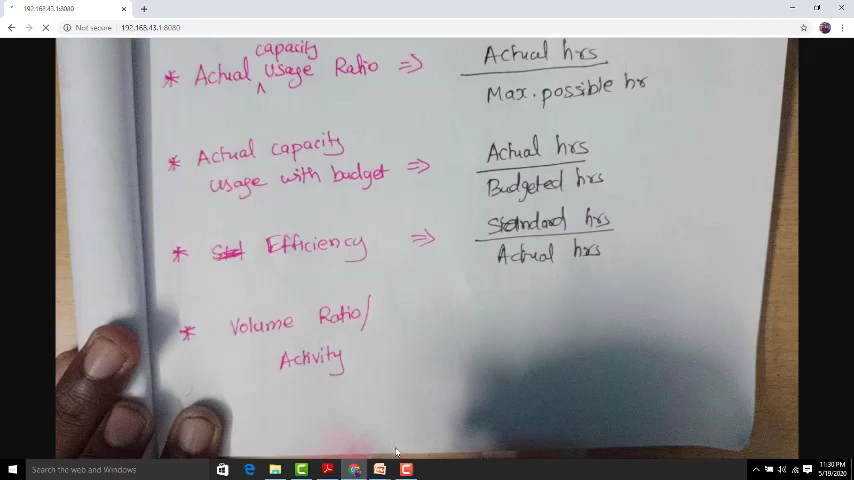 192.168.43.1:8080
Not secure | 192.168.43.1:8080
* Actual capacity Usage Ratio ⇒ Actual hrs
Max. possible hr
* Actual capacity
usage with budget ⇒ Actual hrs
Budgeted hrs
* Efficiency ⇒ Standard hrs
Actual hrs
* Volume Ratio/
Activity
Search the web and Windows
11:30 PM
5/19/2020